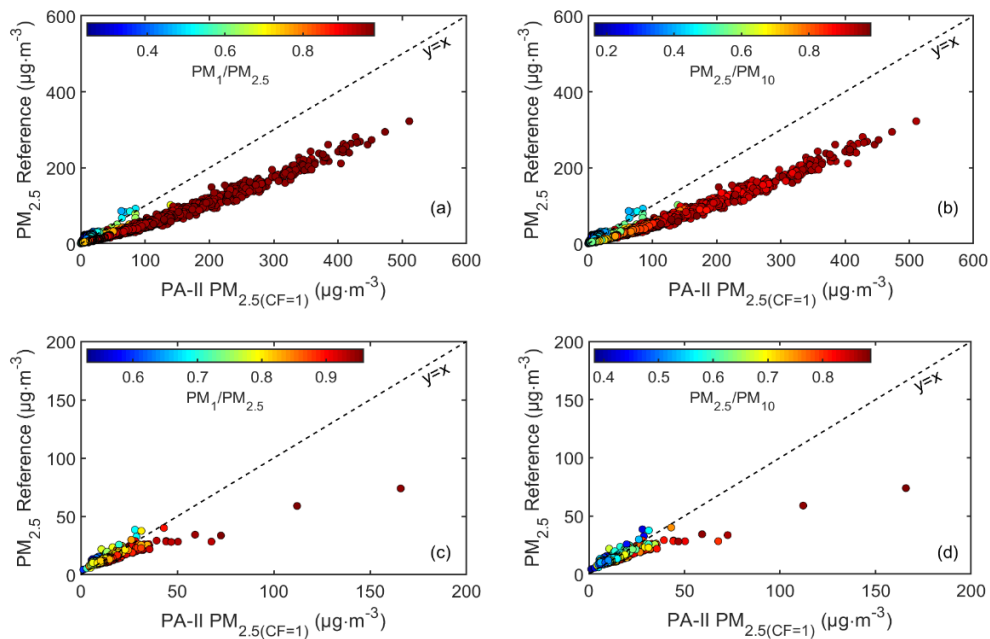 600
500
400
300
200
100
0
PM2.5 Reference (µg·m-3)
0.4 0.6 0.8
PM1/PM2.5
y=x
(a)
0 100 200 300 400 500 600
PA-II PM2.5(CF=1) (µg·m-3)
600
400
200
0
PM2.5 Reference (µg·m-3)
0.2 0.4 0.6 0.8
PM2.5/PM10
y=x
(b)
0 100 200 300 400 500 600
PA-II PM2.5(CF=1) (µg·m-3)
200
150
100
50
0
PM2.5 Reference (µg·m-3)
0.6 0.7 0.8 0.9
PM1/PM2.5
y=x
(c)
0 50 100 150 200
PA-II PM2.5(CF=1) (µg·m-3)
200
150
100
50
0
PM2.5 Reference (µg·m-3)
0.4 0.5 0.6 0.7 0.8
PM2.5/PM10
y=x
(d)
0 50 100 150 200
PA-II PM2.5(CF=1) (µg·m-3)